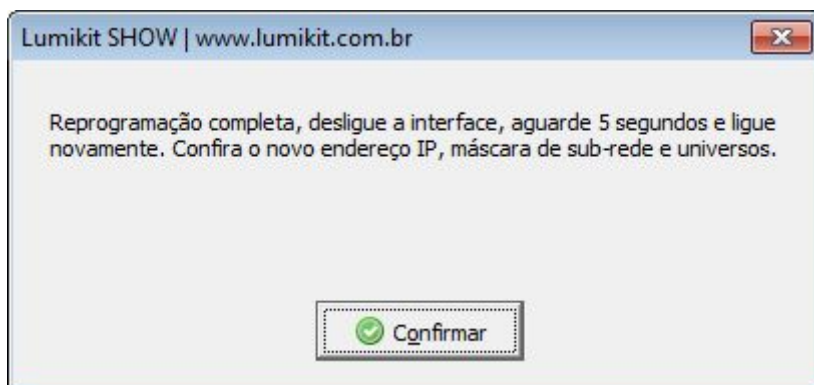 Lumikit SHOW | www.lumikit.com.br
Reprogramação completa, desligue a interface, aguarde 5 segundos e ligue
novamente. Confira o novo endereço IP, máscara de sub-rede e universos.
Confirmar